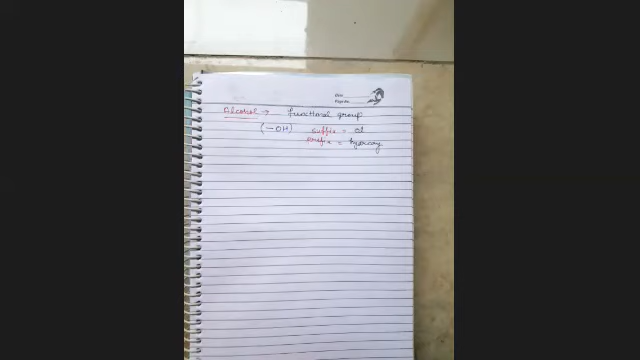 Alcohol → functional group
(-OH) suffix = ol
prefix = hydroxy